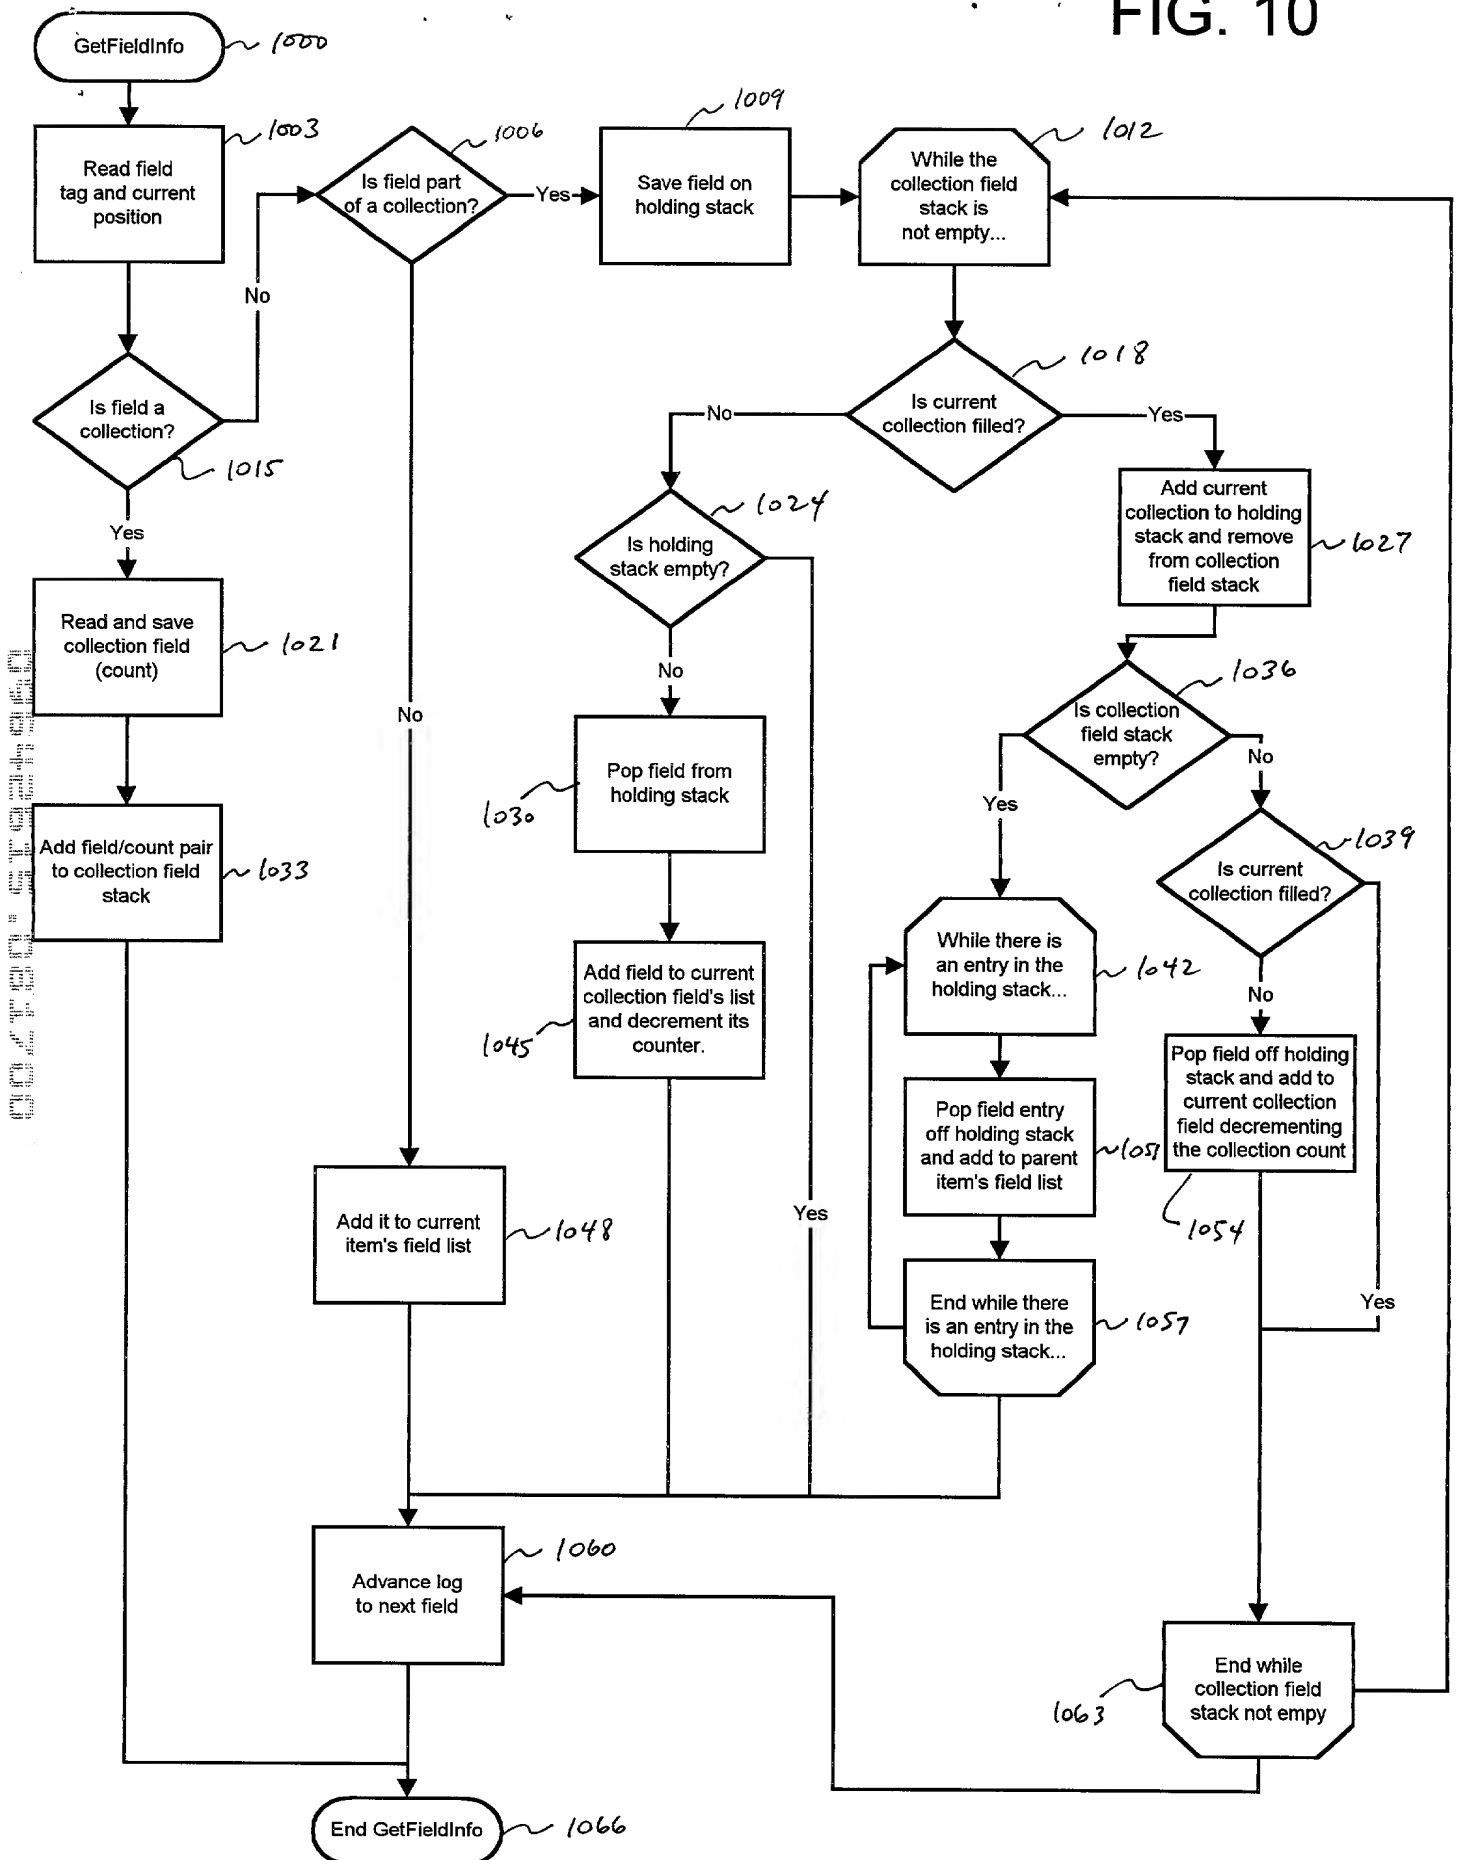 FIG. 10
GetFieldInfo
1000
Read field
tag and current
position
1003
Is field part
of a collection?
1006
Yes
Save field on
holding stack
1009
While the
collection field
stack is
not empty...
1012
No
Is field a
collection?
1015
Yes
Is current
collection filled?
1018
No
Yes
Read and save
collection field
(count)
1021
Is holding
stack empty?
1024
No
Yes
Add current
collection to holding
stack and remove
from collection
field stack
1027
Pop field from
holding stack
1030
Add field/count pair
to collection field
stack
1033
Is collection
field stack
empty?
1036
Yes
No
Is current
collection filled?
1039
No
Yes
While there is
an entry in the
holding stack...
1042
Add field to current
collection field's list
and decrement its
counter.
1045
No
Add it to current
item's field list
1048
Pop field entry
off holding stack
and add to parent
item's field list
1051
Pop field off holding
stack and add to
current collection
field decrementing
the collection count
1054
End while there
is an entry in the
holding stack...
1057
Advance log
to next field
1060
End while
collection field
stack not empy
1063
End GetFieldInfo
1066